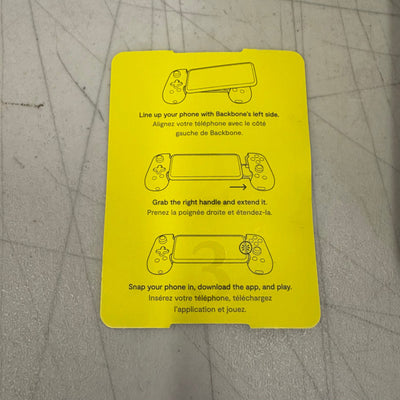 Line up your phone with Backbone's left side.
Alignez votre téléphone avec le côté
gauche de Backbone.
Grab the right handle and extend it.
Prenez la poignée droite et étendez-la.
3
Snap your phone in, download the app, and play.
Insérez votre téléphone, téléchargez
l'application et jouez.